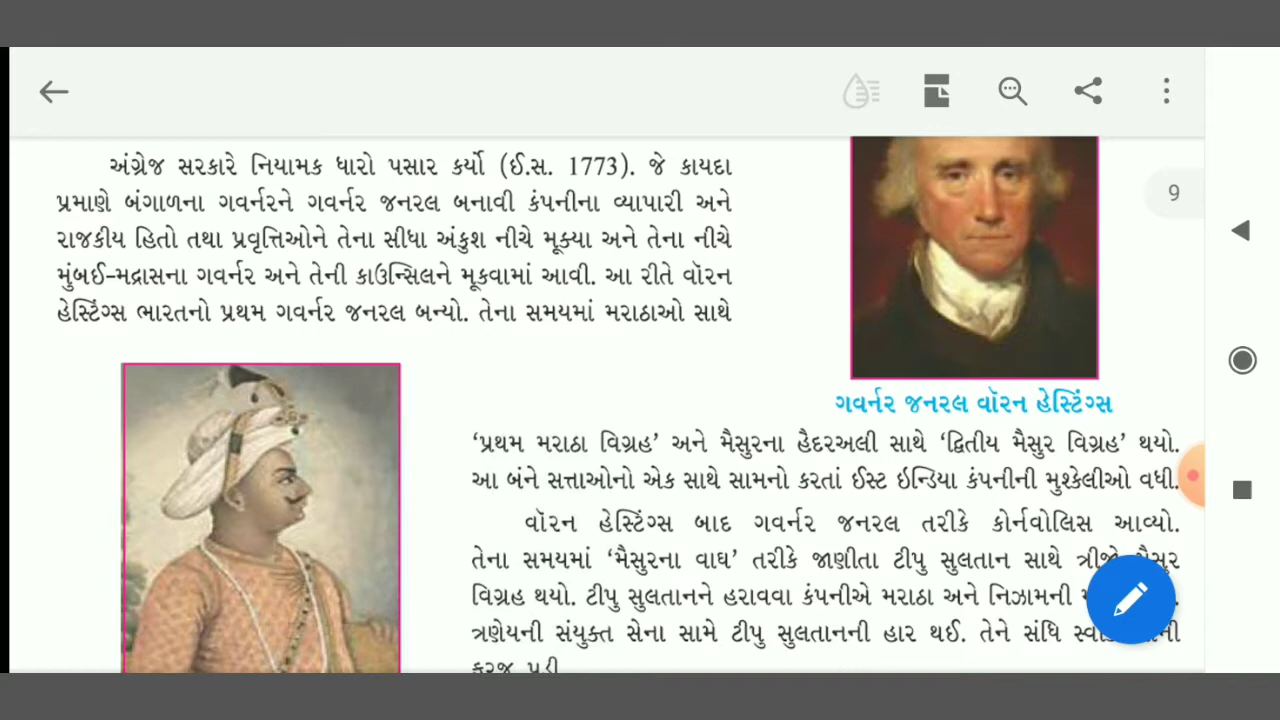 9
અંગ્રેજ સરકારે નિયામક ધારો પસાર કર્યો (ઈ.સ. 1773). જે કાયદા
પ્રમાણે બંગાળના ગવર્નરને ગવર્નર જનરલ બનાવી કંપનીના વ્યાપારી અને
રાજકીય હિતો તથા પ્રવૃત્તિઓને તેના સીધા અંકુશ નીચે મૂક્યા અને તેના નીચે
મુંબઈ-મદ્રાસના ગવર્નર અને તેની કાઉન્સિલને મૂકવામાં આવી. આ રીતે વૉરન
હેસ્ટિંગ્સ ભારતનો પ્રથમ ગવર્નર જનરલ બન્યો. તેના સમયમાં મરાઠાઓ સાથે
ગવર્નર જનરલ વૉરન હેસ્ટિંગ્સ
‘પ્રથમ મરાઠા વિગ્રહ’ અને મૈસુરના હૈદરઅલી સાથે ‘દ્વિતીય મૈસુર વિગ્રહ’ થયો.
આ બંને સત્તાઓનો એક સાથે સામનો કરતાં ઈસ્ટ ઇન્ડિયા કંપનીની મુશ્કેલીઓ વધી.
વૉરન હેસ્ટિંગ્સ બાદ ગવર્નર જનરલ તરીકે કોર્નવોલિસ આવ્યો.
તેના સમયમાં ‘મૈસુરના વાઘ’ તરીકે જાણીતા ટીપુ સુલતાન સાથે ત્રીજો મૈસુર
વિગ્રહ થયો. ટીપુ સુલતાનને હરાવવા કંપનીએ મરાઠા અને નિઝામની
ત્રણેયની સંયુક્ત સેના સામે ટીપુ સુલતાનની હાર થઈ. તેને સંધિ
ફરજ પડી